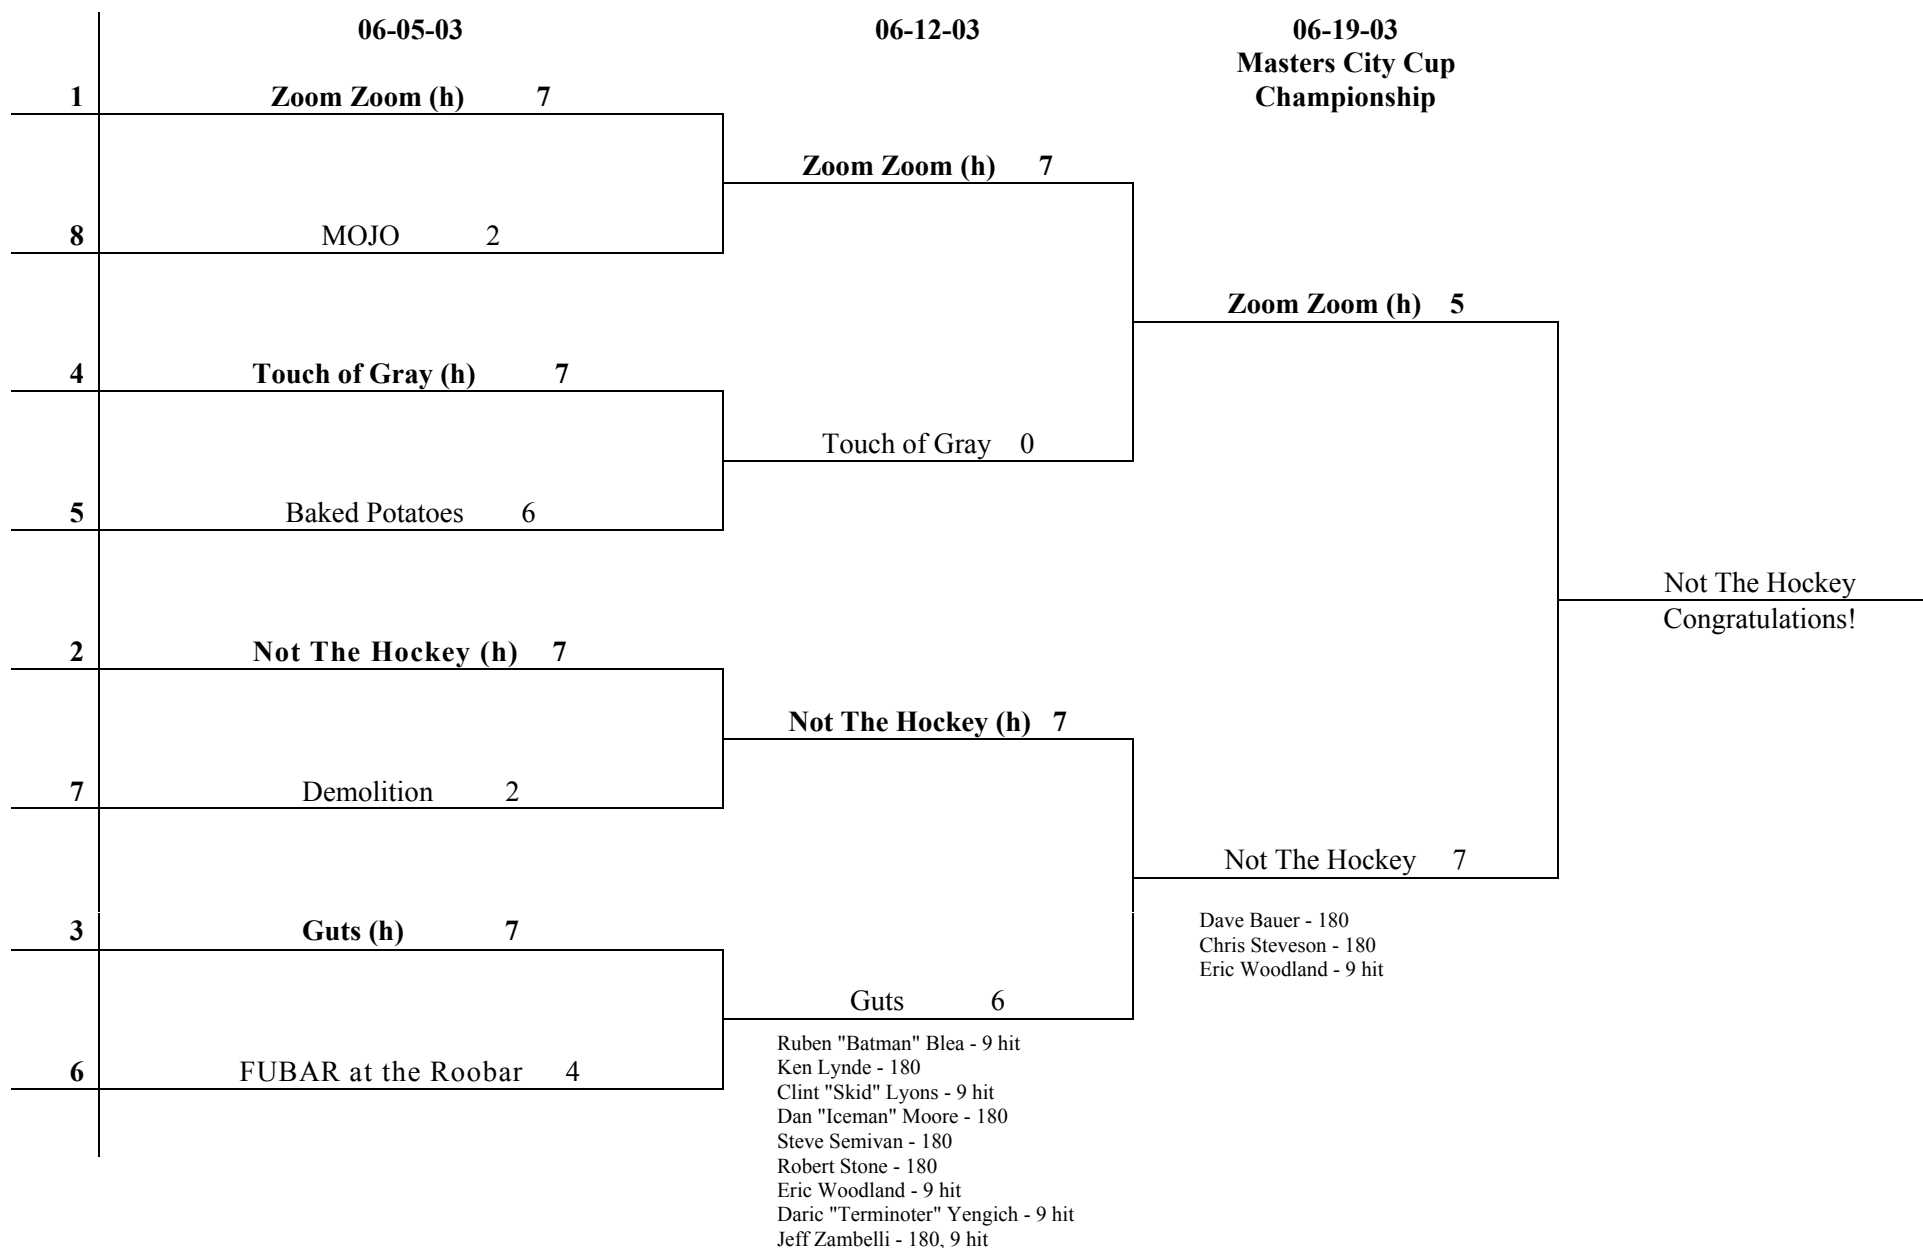 06-05-03 06-12-03 06-19-03
Masters City Cup
Championship
1 Zoom Zoom (h) 7
Zoom Zoom (h) 7
8 MOJO 2
Zoom Zoom (h) 5
4 Touch of Gray (h) 7
Touch of Gray 0
5 Baked Potatoes 6
Not The Hockey
Congratulations!
2 Not The Hockey (h) 7
Not The Hockey (h) 7
7 Demolition 2
Not The Hockey 7
3 Guts (h) 7
Dave Bauer - 180
Chris Steveson - 180
Eric Woodland - 9 hit
Guts 6
6 FUBAR at the Roobar 4
Ruben "Batman" Blea - 9 hit
Ken Lynde - 180
Clint "Skid" Lyons - 9 hit
Dan "Iceman" Moore - 180
Steve Semivan - 180
Robert Stone - 180
Eric Woodland - 9 hit
Daric "Terminoter" Yengich - 9 hit
Jeff Zambelli - 180, 9 hit